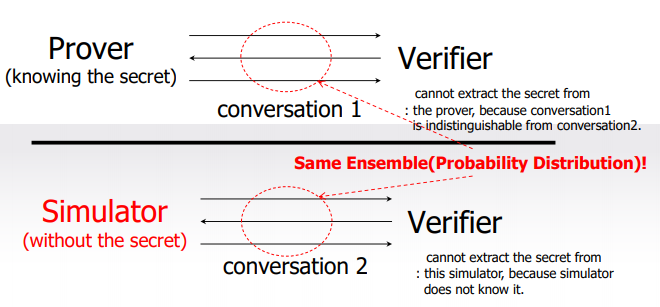 Prover
(knowing the secret)
Verifier
cannot extract the secret from
: the prover, because conversation1
is indistinguishable from conversation2.
conversation 1
Same Ensemble(Probability Distribution)!
Simulator
(without the secret)
Verifier
cannot extract the secret from
: this simulator, because simulator
does not know it.
conversation 2